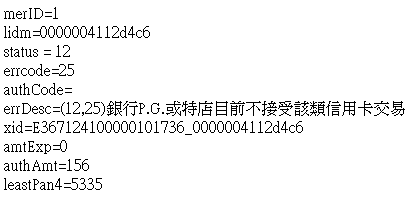 merID=1
lidm=0000004112d4c6
status = 12
errcode=25
authCode=
errDesc=(12,25)銀行P.G.或特店目前不接受該類信用卡交易
xid=E367124100000101736_0000004112d4c6
amtExp=0
authAmt=156
leastPan4=5335